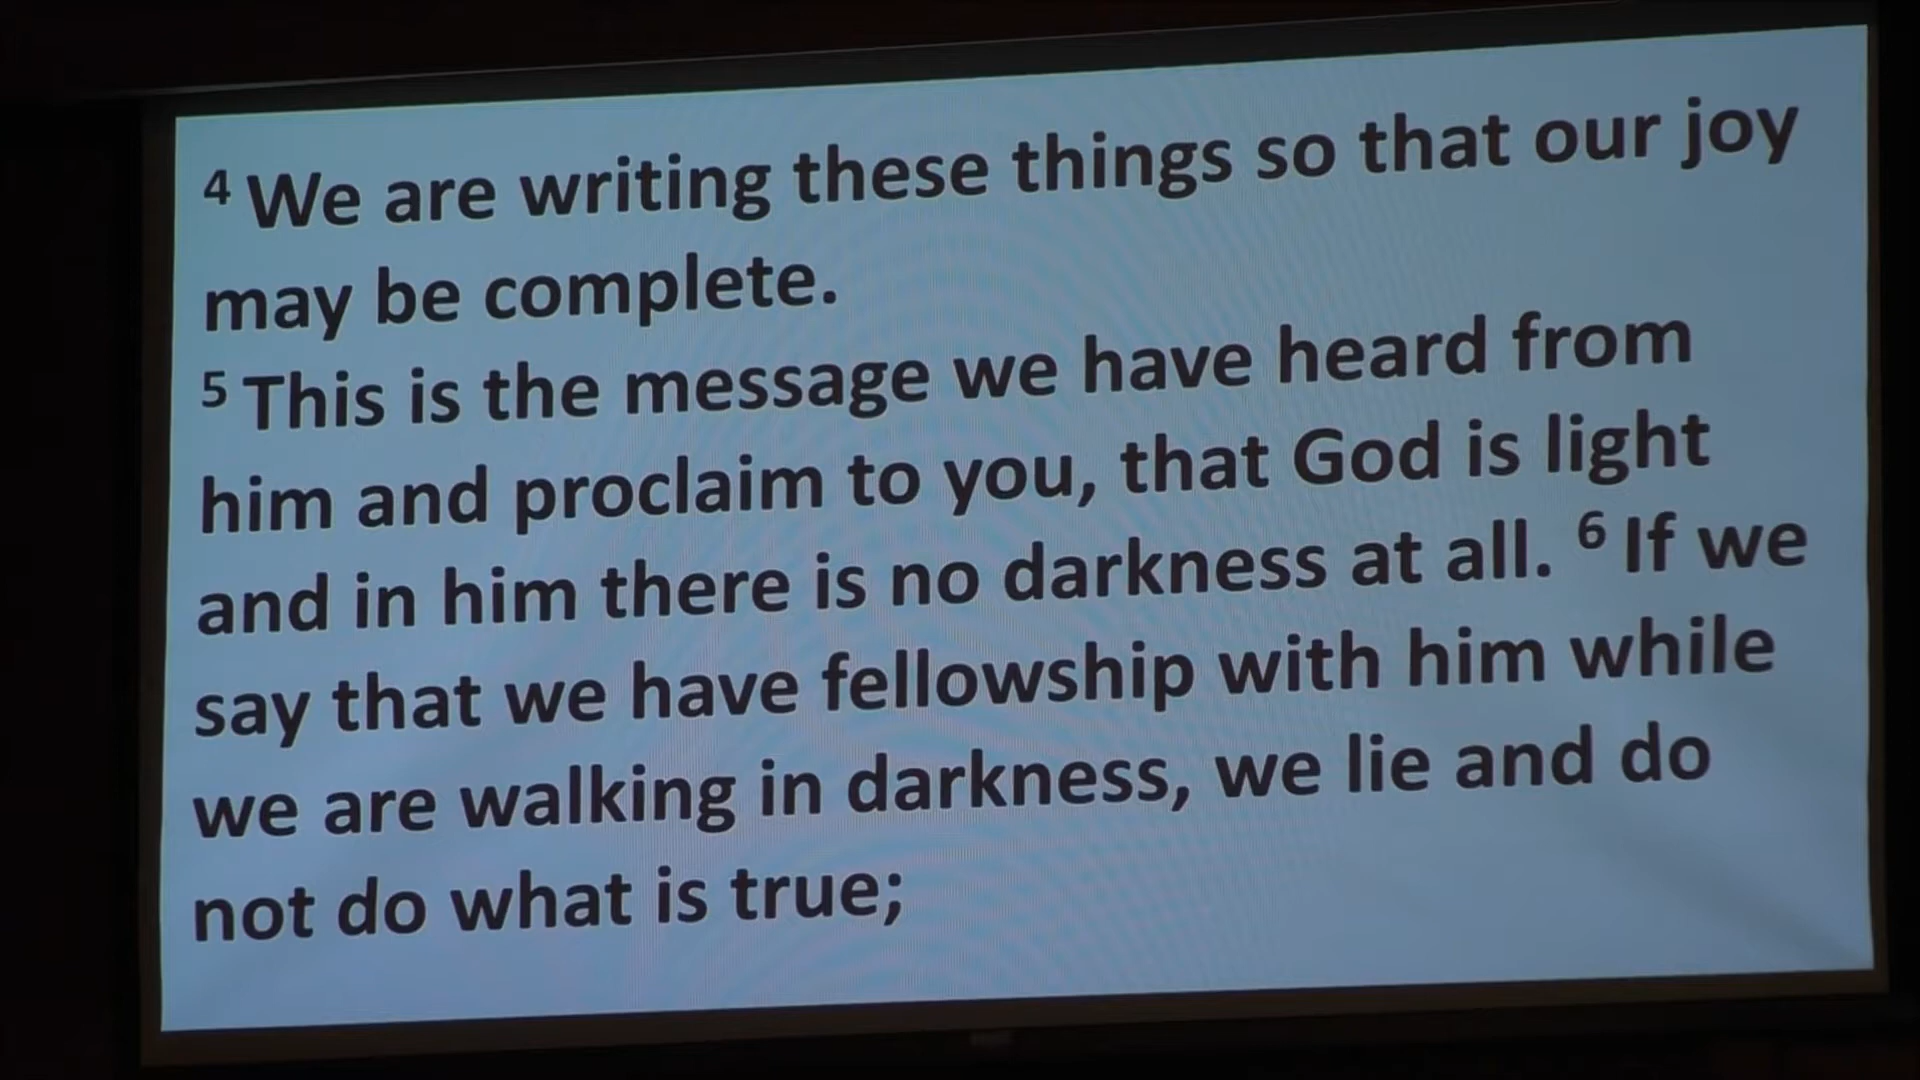 4 We are writing these things so that our joy
may be complete.
5 This is the message we have heard from
him and proclaim to you, that God is light
and in him there is no darkness at all. 6 If we
say that we have fellowship with him while
we are walking in darkness, we lie and do
not do what is true;